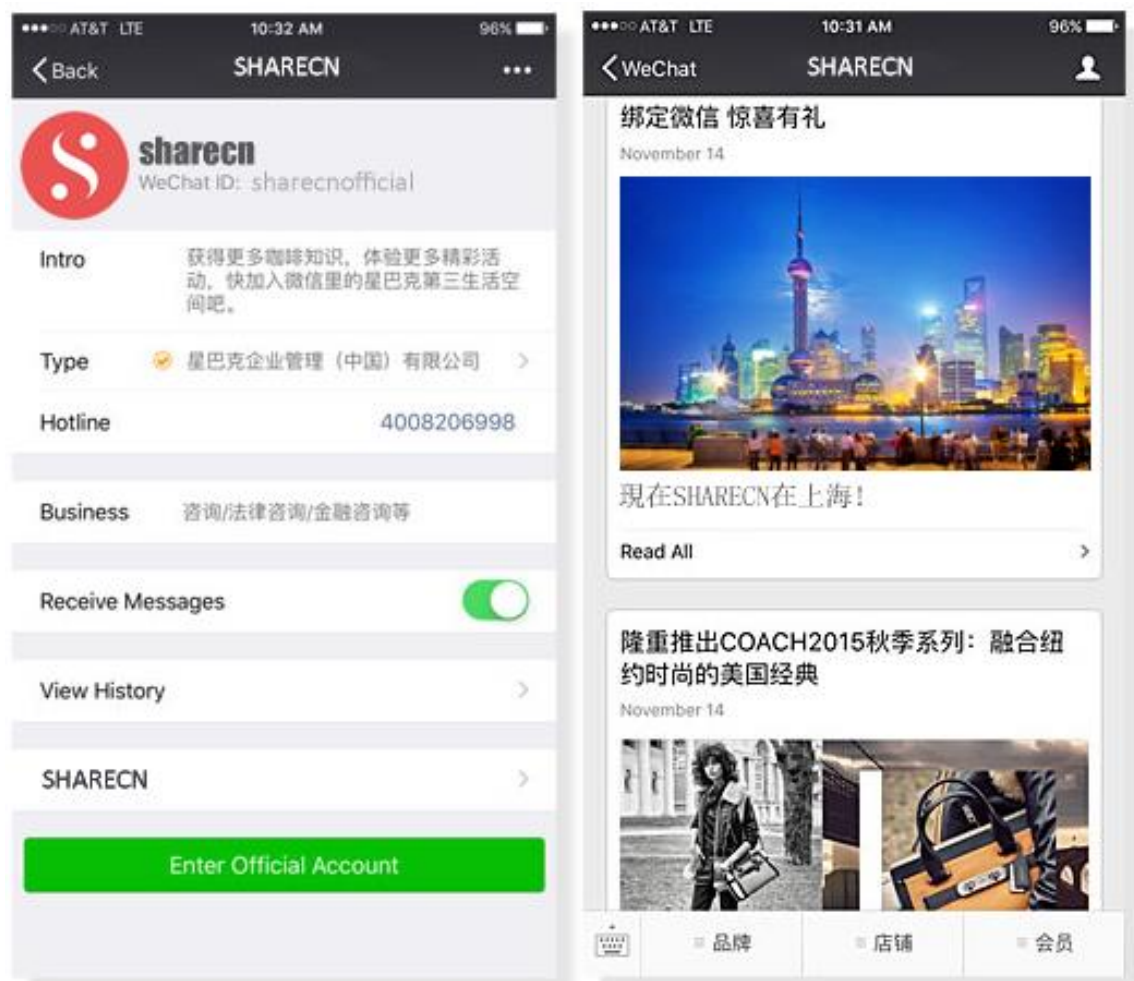 AT&T LTE 10:32 AM 96%
Back SHARECN
sharecn
WeChat ID: sharecnofficial
Intro 获得更多咖啡知识，体验更多精彩活
动，快加入微信里的星巴克第三生活空
间吧。
Type 星巴克企业管理（中国）有限公司
Hotline 4008206998
Business 咨询/法律咨询/金融咨询等
Receive Messages
View History
SHARECN
Enter Official Account
AT&T LTE 10:31 AM 96%
WeChat SHARECN
绑定微信 惊喜有礼
November 14
現在SHARECN在上海！
Read All
隆重推出COACH2015秋季系列：融合纽
约时尚的美国经典
November 14
品牌 店铺 会员